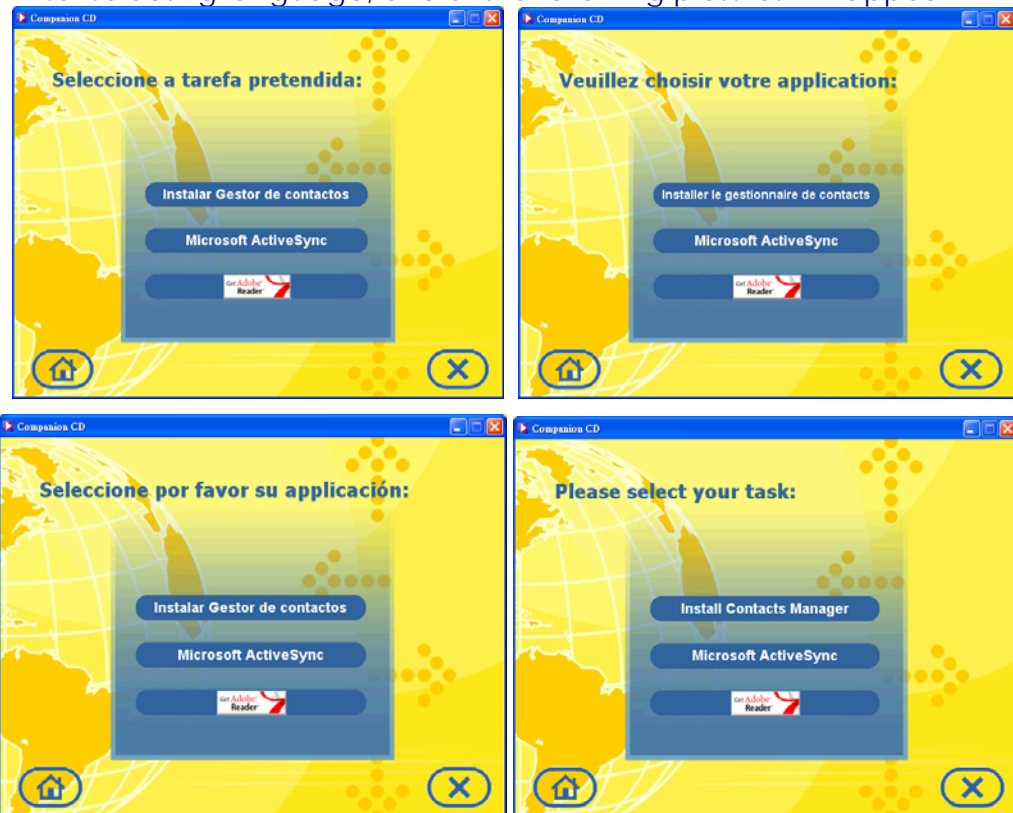 Companion CD
Seleccione a tarefa pretendida:
Instalar Gestor de contactos
Microsoft ActiveSync
Get Adobe Reader
Companion CD
Veuillez choisir votre application:
Installer le gestionnaire de contacts
Microsoft ActiveSync
Get Adobe Reader
Companion CD
Seleccione por favor su applicación:
Instalar Gestor de contactos
Microsoft ActiveSync
Get Adobe Reader
Companion CD
Please select your task:
Install Contacts Manager
Microsoft ActiveSync
Get Adobe Reader